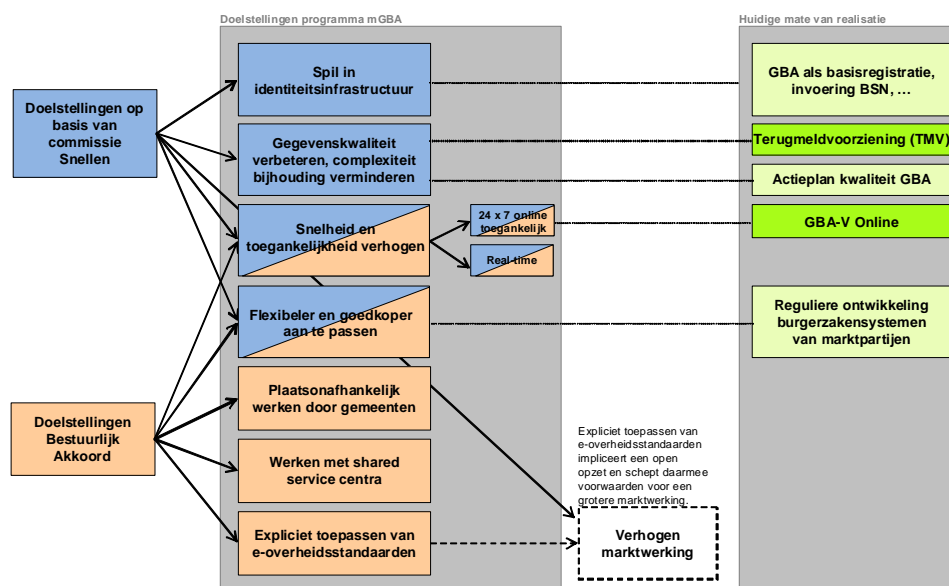 Doelstellingen programma mGBA
Huidige mate van realisatie
Doelstellingen op
basis van
commissie
Snellen
Spil in
identiteitsinfrastructuur
GBA als basisregistratie,
invoering BSN, …
Gegevenskwaliteit
verbeteren, complexiteit
bijhouding verminderen
Terugmeldvoorziening (TMV)
Actieplan kwaliteit GBA
Snelheid en
toegankelijkheid verhogen
24 x 7 online
toegankelijk
Real-time
GBA-V Online
Flexibeler en goedkoper
aan te passen
Reguliere ontwikkeling
burgerzakensystemen
van marktpartijen
Doelstellingen
Bestuurlijk
Akkoord
Plaatsonafhankelijk
werken door gemeenten
Werken met shared
service centra
Expliciet toepassen van
e-overheidsstandaarden
Expliciet toepassen van
e-overheidsstandaarden
impliceert een open
opzet en schept daarmee
voorwaarden voor een
grotere marktwerking.
Verhogen
marktwerking